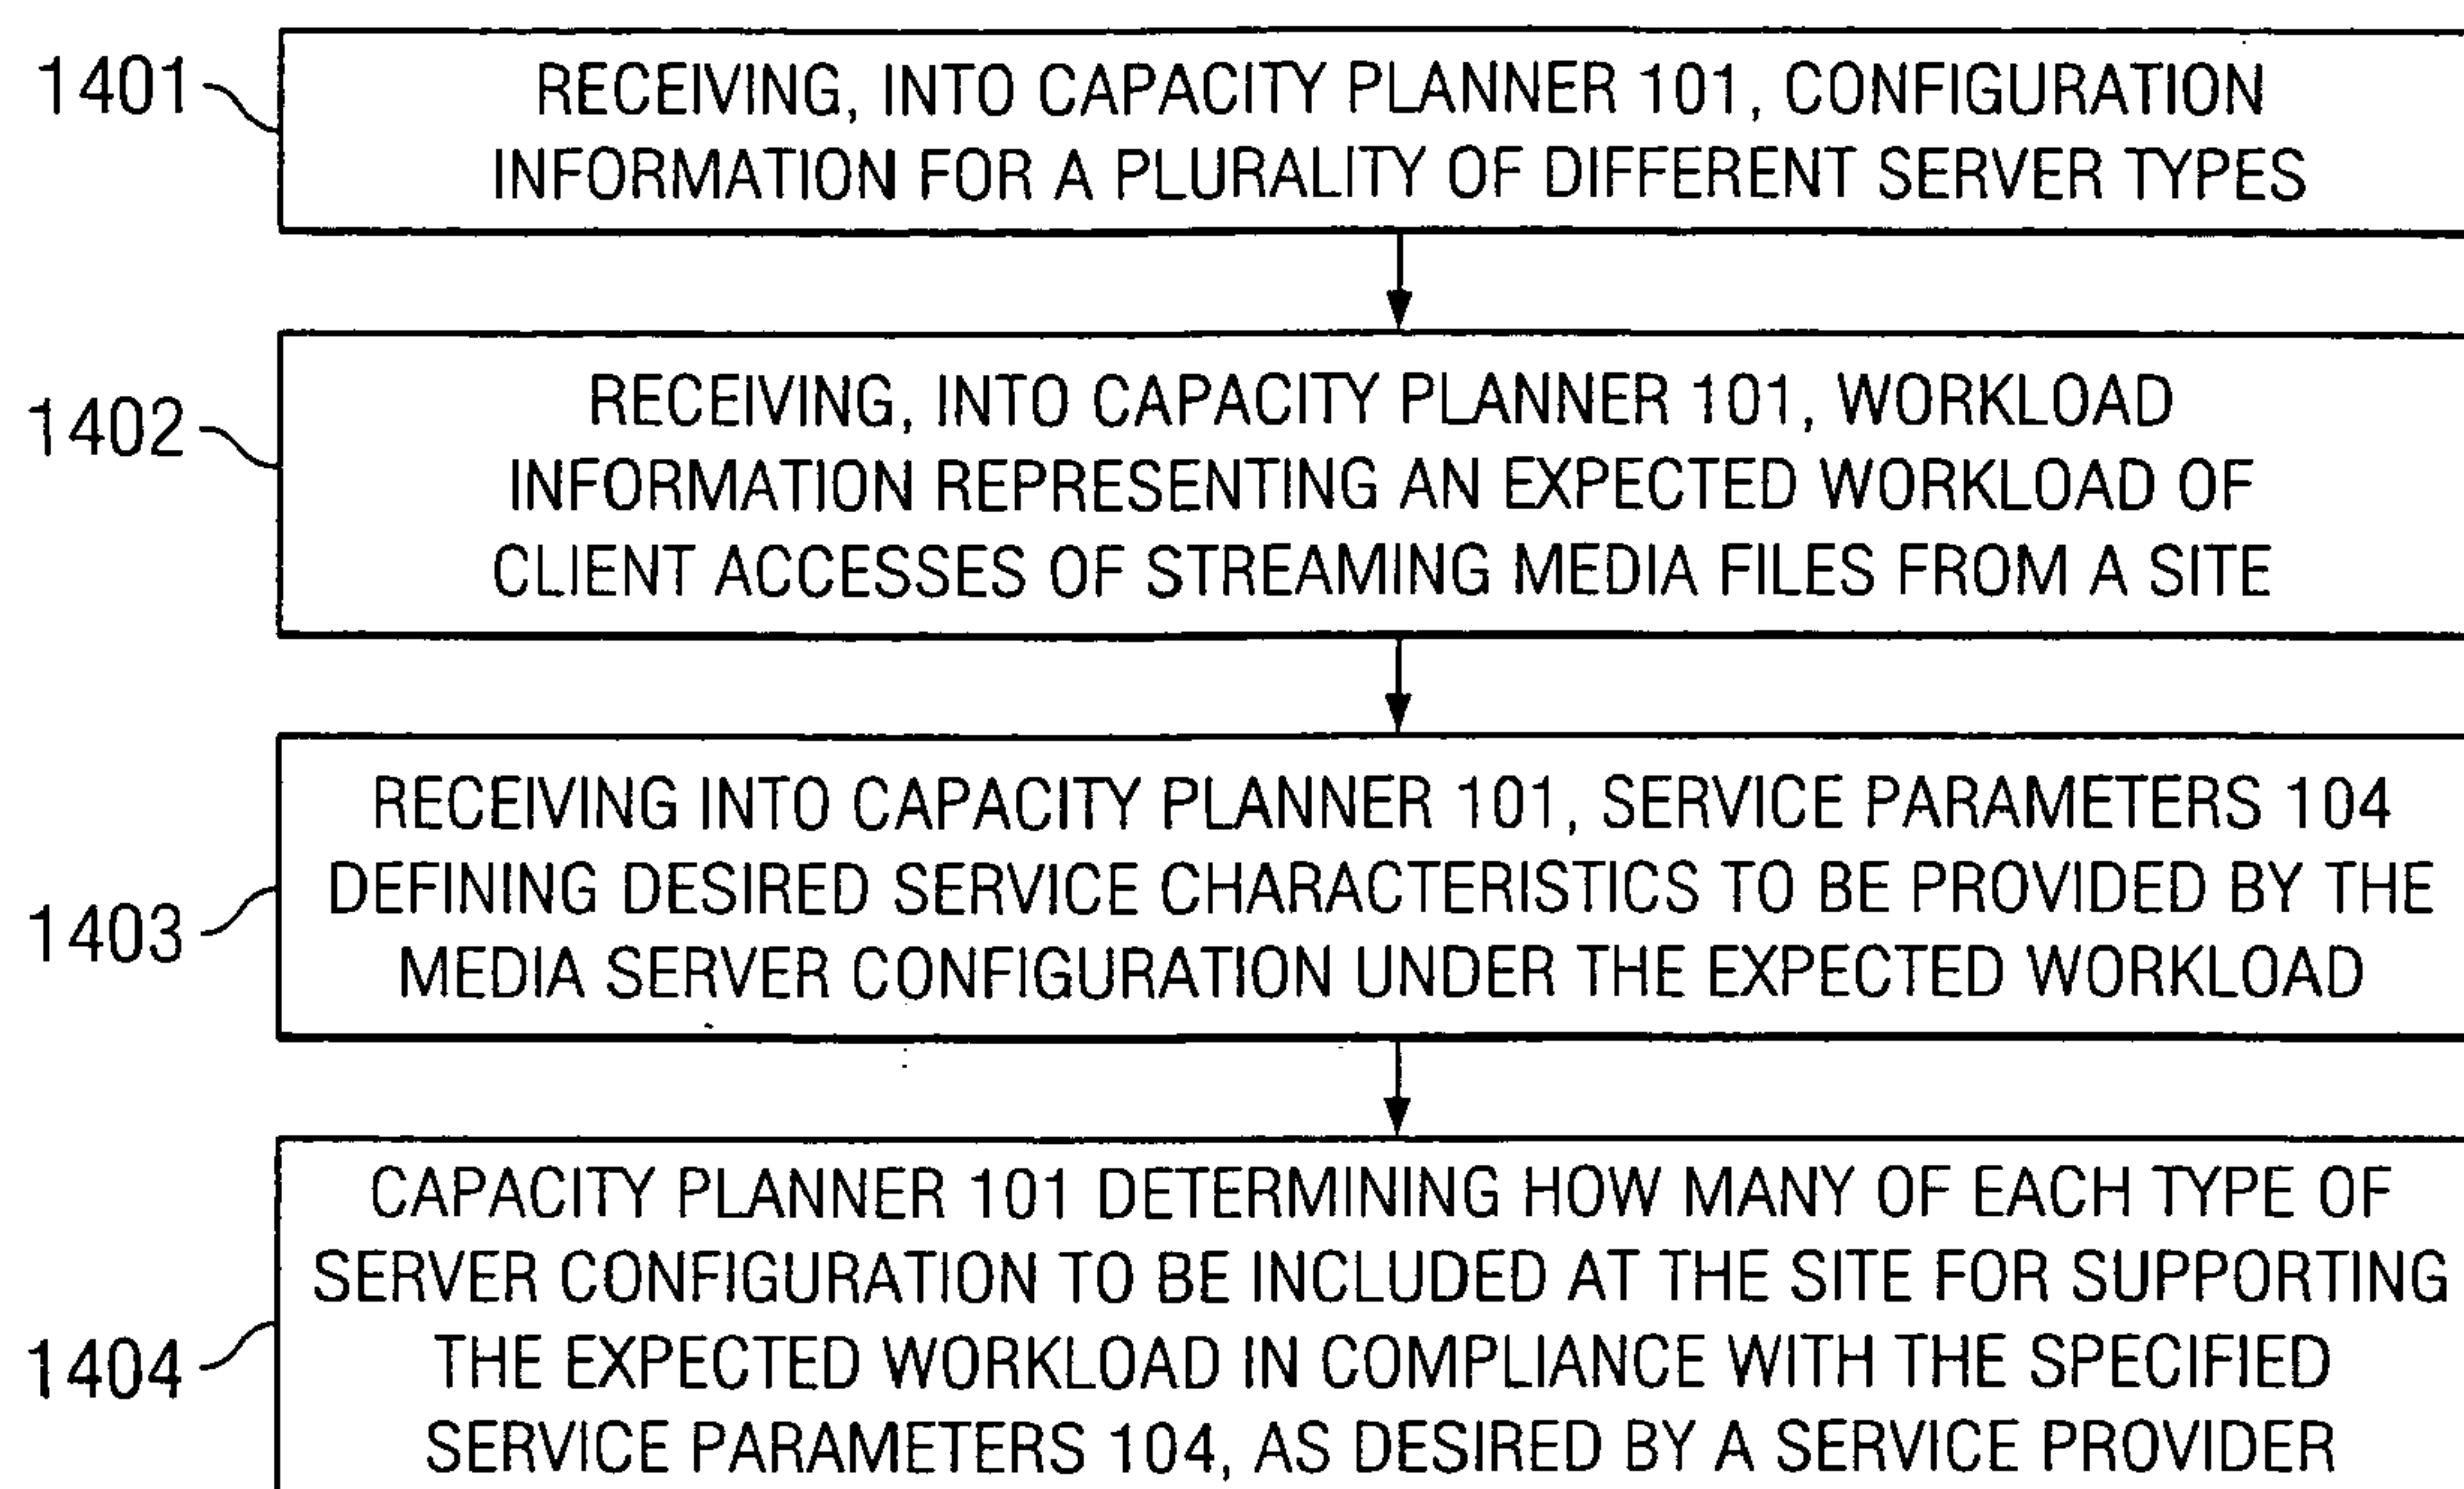 1401
RECEIVING, INTO CAPACITY PLANNER 101, CONFIGURATION
INFORMATION FOR A PLURALITY OF DIFFERENT SERVER TYPES
1402
RECEIVING, INTO CAPACITY PLANNER 101, WORKLOAD
INFORMATION REPRESENTING AN EXPECTED WORKLOAD OF
CLIENT ACCESSES OF STREAMING MEDIA FILES FROM A SITE
1403
RECEIVING INTO CAPACITY PLANNER 101, SERVICE PARAMETERS 104
DEFINING DESIRED SERVICE CHARACTERISTICS TO BE PROVIDED BY THE
MEDIA SERVER CONFIGURATION UNDER THE EXPECTED WORKLOAD
1404
CAPACITY PLANNER 101 DETERMINING HOW MANY OF EACH TYPE OF
SERVER CONFIGURATION TO BE INCLUDED AT THE SITE FOR SUPPORTING
THE EXPECTED WORKLOAD IN COMPLIANCE WITH THE SPECIFIED
SERVICE PARAMETERS 104, AS DESIRED BY A SERVICE PROVIDER